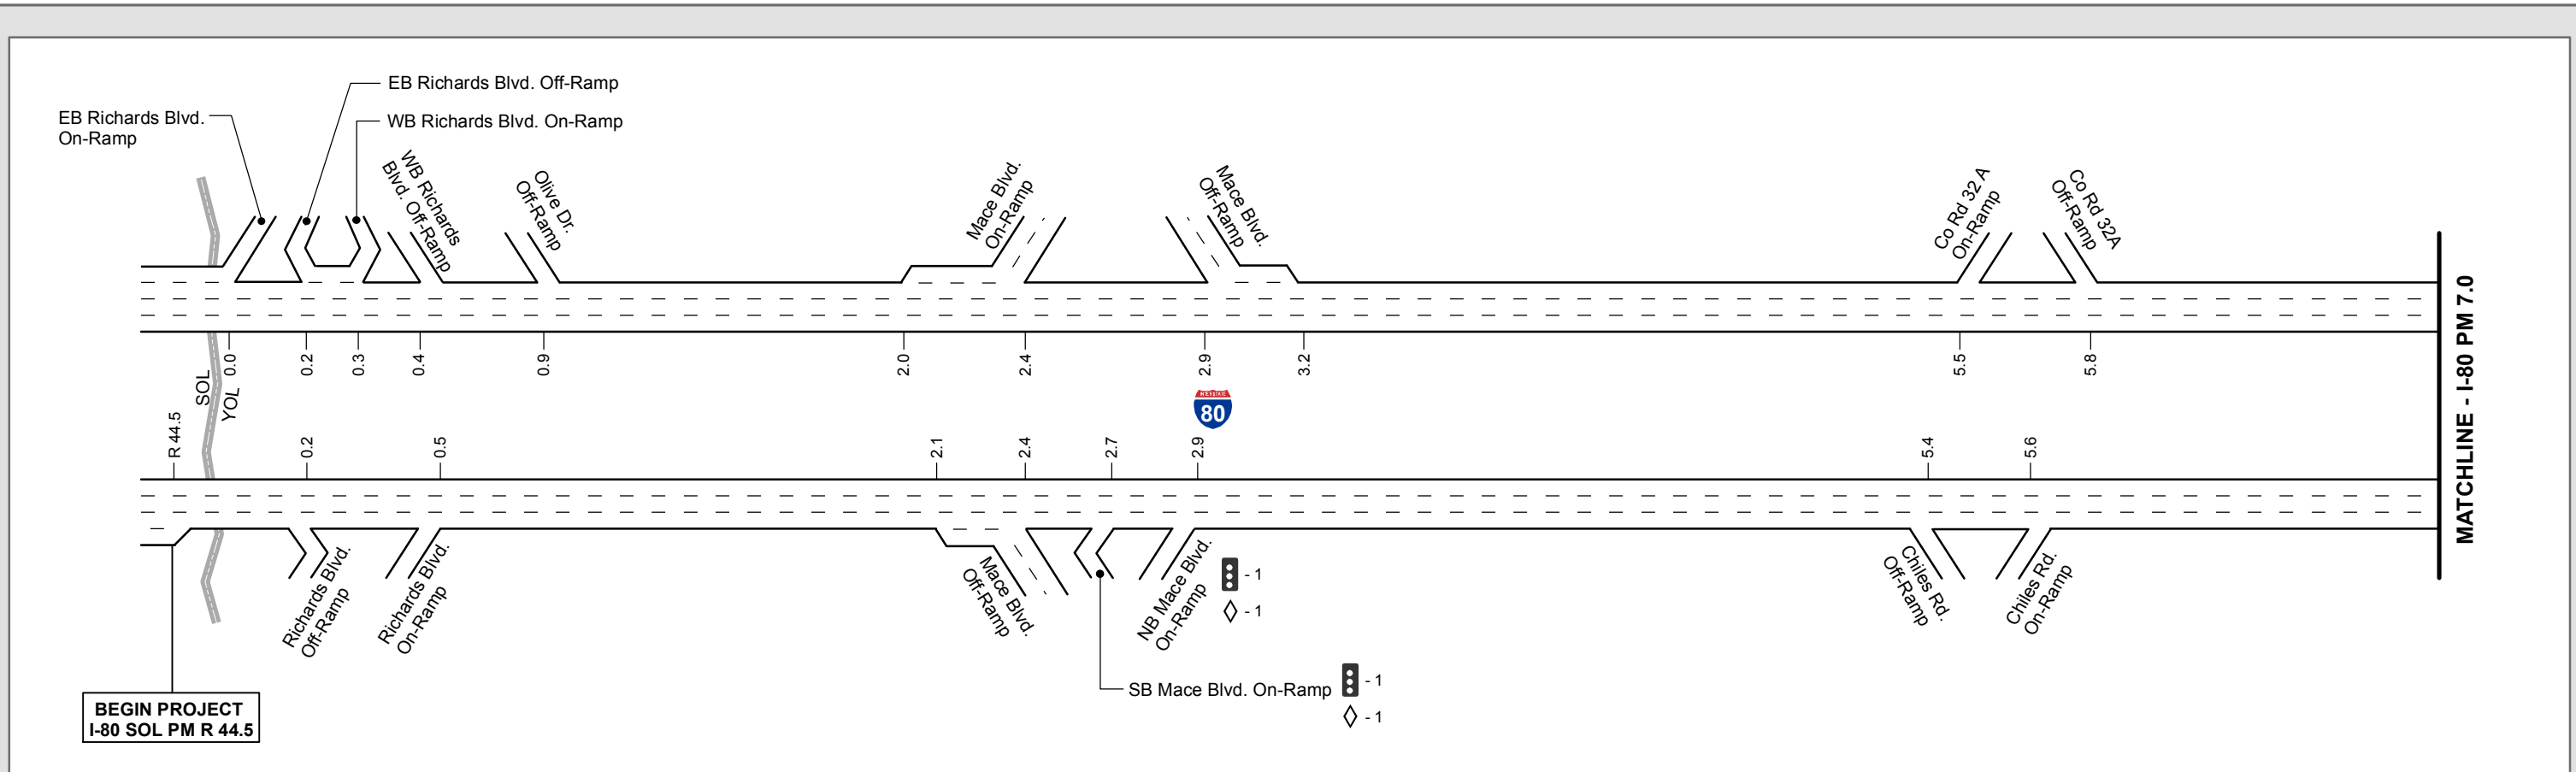 EB Richards Blvd.
On-Ramp
EB Richards Blvd. Off-Ramp
WB Richards Blvd. On-Ramp
WB Richards
Blvd. Off-Ramp
Olive Dr.
Off-Ramp
Mace Blvd.
On-Ramp
Mace Blvd.
Off-Ramp
Co Rd 32 A
On-Ramp
Co Rd 32A
Off-Ramp
0.0
0.2
0.3
0.4
0.9
2.0
2.4
2.9
3.2
5.5
5.8
SOL
YOL
INTERSTATE
80
MATCHLINE - I-80 PM 7.0
R 44.5
0.2
0.5
2.1
2.4
2.7
2.9
5.4
5.6
Richards Blvd.
Off-Ramp
Richards Blvd.
On-Ramp
Mace Blvd.
Off-Ramp
NB Mace Blvd.
On-Ramp
- 1
- 1
SB Mace Blvd. On-Ramp
- 1
- 1
Chiles Rd.
Off-Ramp
Chiles Rd.
On-Ramp
BEGIN PROJECT
I-80 SOL PM R 44.5